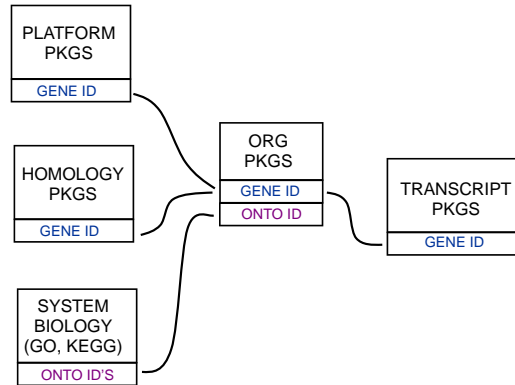 PLATFORM
PKGS
GENE ID
HOMOLOGY
PKGS
GENE ID
SYSTEM
BIOLOGY
(GO, KEGG)
ONTO ID'S
ORG
PKGS
GENE ID
ONTO ID
TRANSCRIPT
PKGS
GENE ID